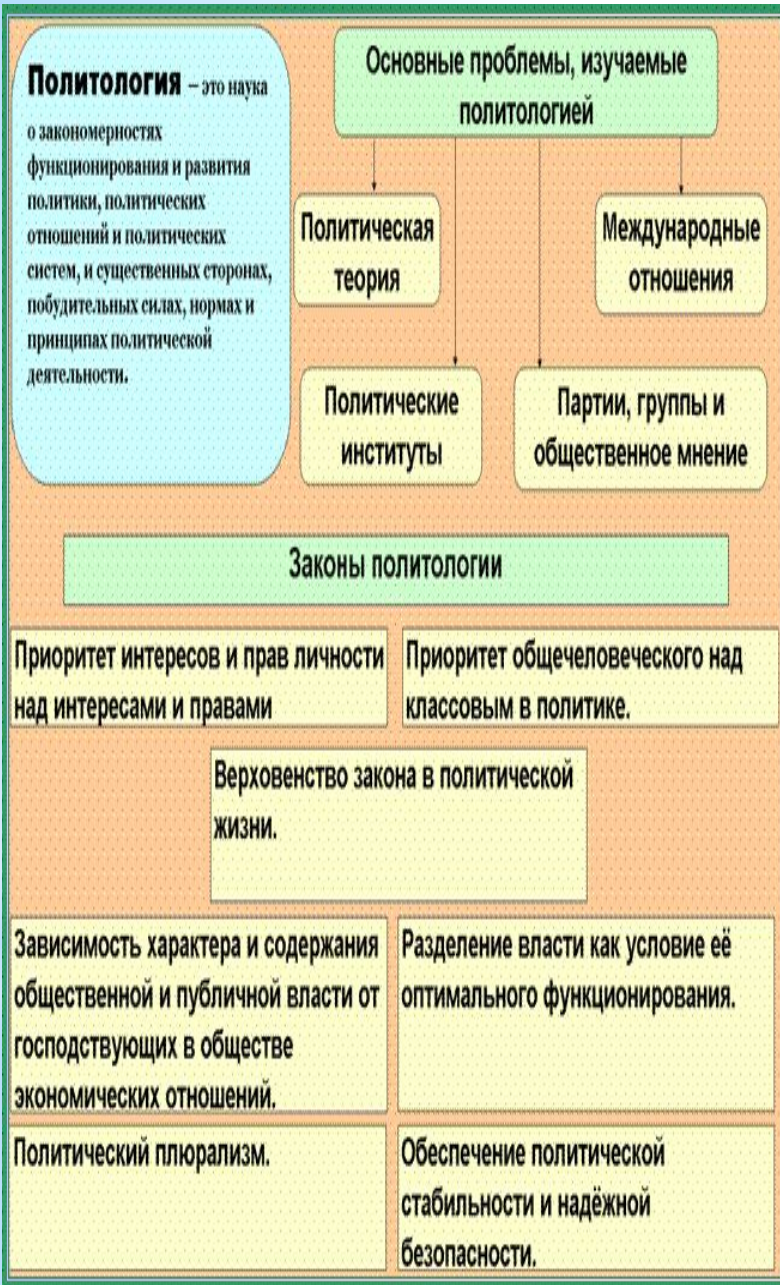 Политология – это наука
о закономерностях
функционирования и развития
политики, политических
отношений и политических
систем, и существенных сторонах,
побудительных силах, нормах и
принципах политической
деятельности.
Основные проблемы, изучаемые
политологией
Политическая
теория
Международные
отношения
Политические
институты
Партии, группы и
общественное мнение
Законы политологии
Приоритет интересов и прав личности
над интересами и правами
Приоритет общечеловеческого над
классовым в политике.
Верховенство закона в политической
жизни.
Зависимость характера и содержания
общественной и публичной власти от
господствующих в обществе
экономических отношений.
Разделение власти как условие её
оптимального функционирования.
Политический плюрализм.
Обеспечение политической
стабильности и надёжной
безопасности.